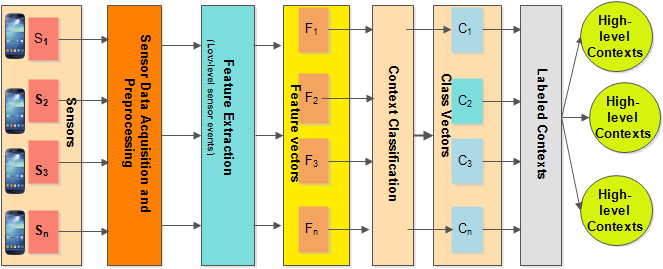 S1
S2
S3
Sn
Sensors
Sensor Data Acquisition and
Preprocessing
Feature Extraction
(Low-level sensor events)
F1
F2
F3
Fn
Feature vectors
Context Classification
C1
C2
C3
Cn
Class Vectors
Labeled Contexts
High-
level
Contexts
High-
level
Contexts
High-
level
Contexts